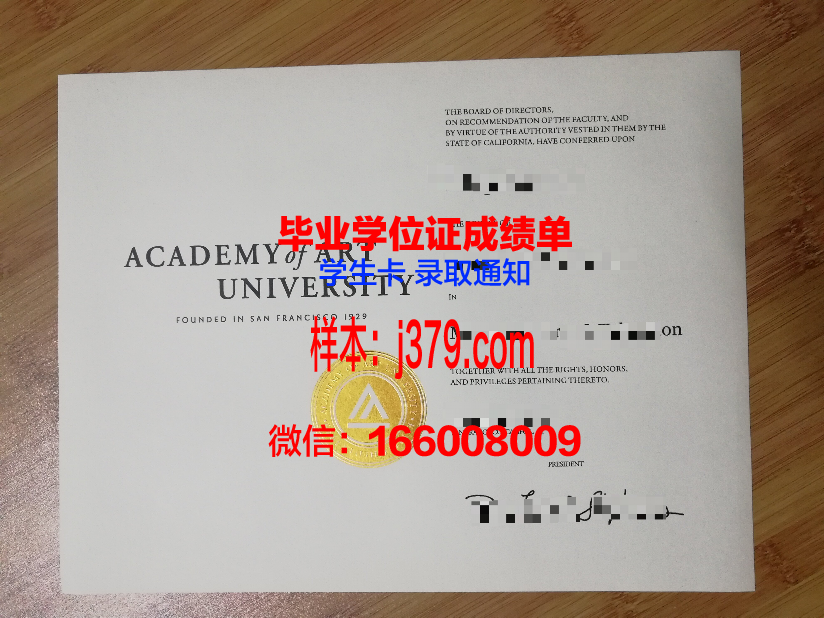 THE BOARD OF DIRECTORS,
ON RECOMMENDATION OF THE FACULTY, AND
BY VIRTUE OF THE AUTHORITY VESTED IN THEM BY THE
STATE OF CALIFORNIA, HAVE CONFERRED UPON
毕业学位证成绩单
ACADEMY of ART
学生卡 录取通知
UNIVERSITY
IN
FOUNDED IN SAN FRANCISCO 1929
样本：j379.com
on
TOGETHER WITH ALL THE RIGHTS, HONORS,
AND PRIVILEGES PERTAINING THERETO.
微信：166008009
PRESIDENT